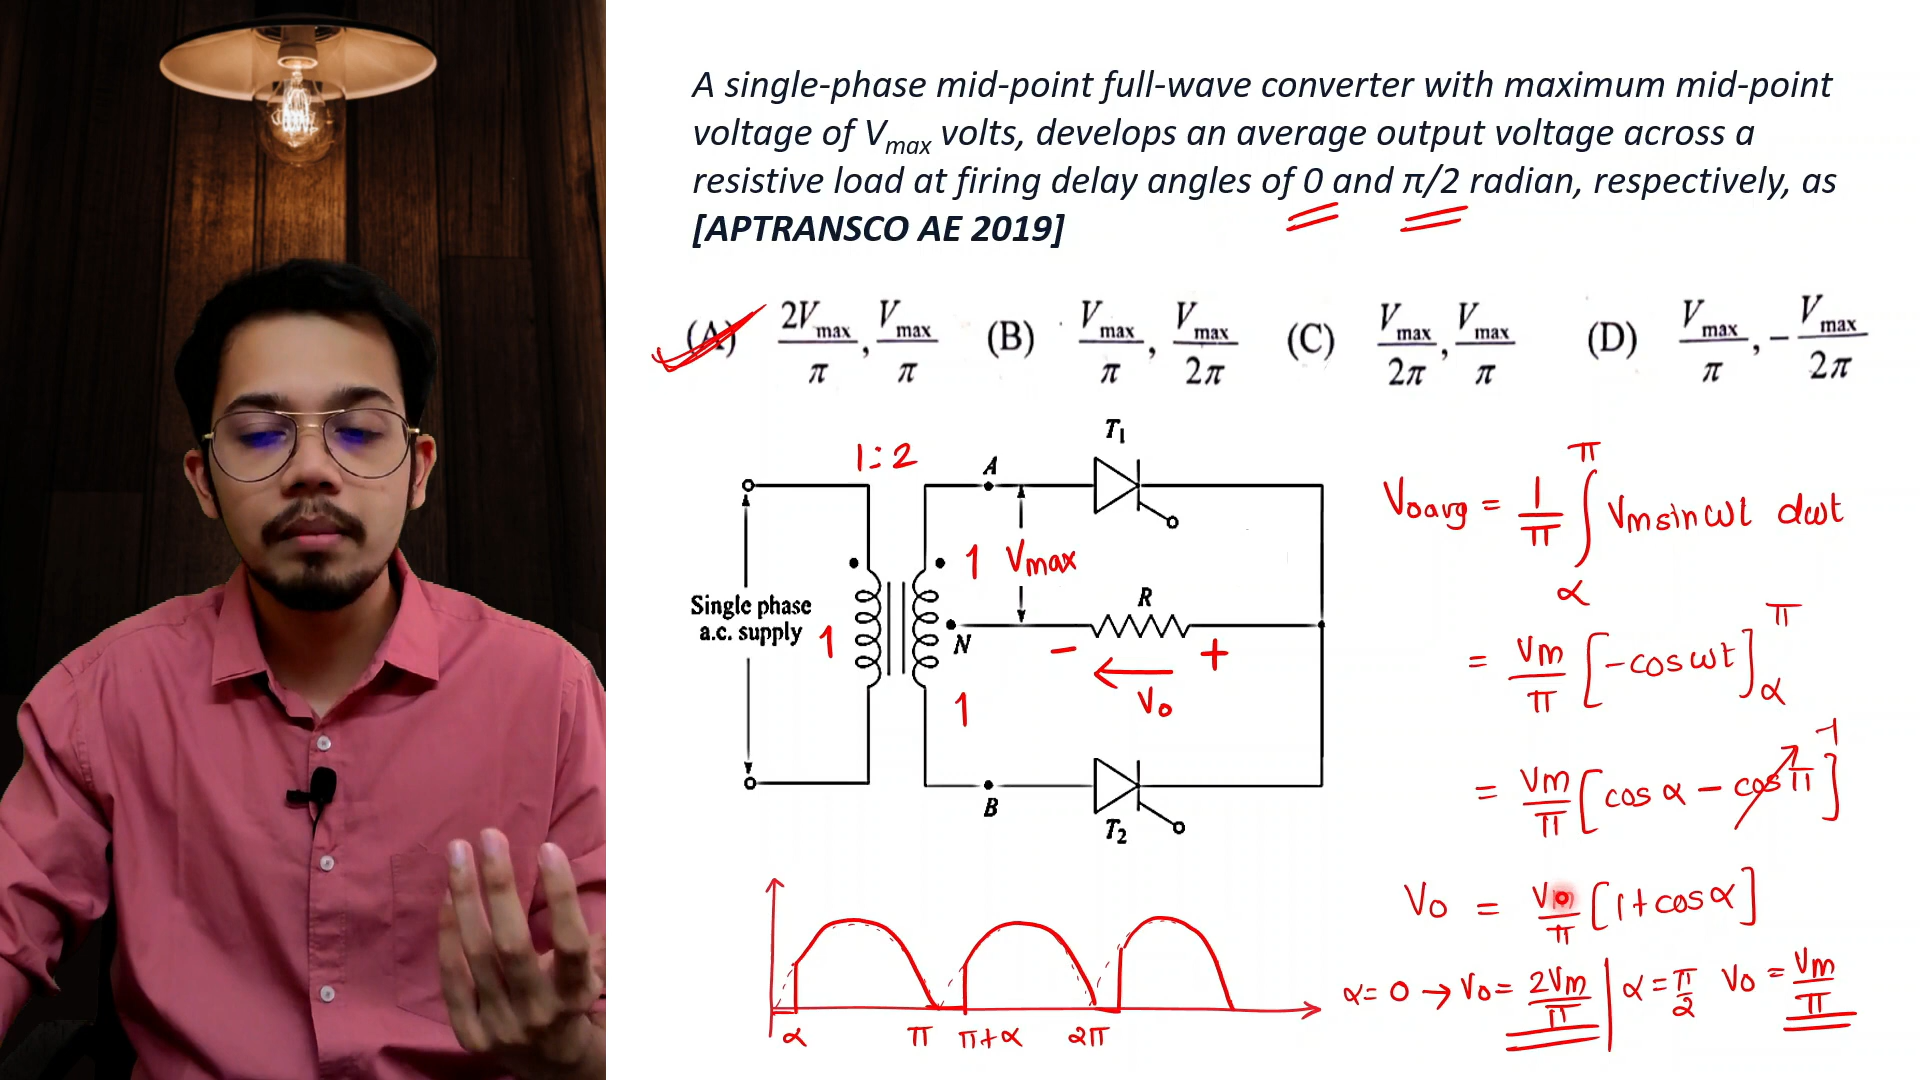 A single-phase mid-point full-wave converter with maximum mid-point
voltage of Vmax volts, develops an average output voltage across a
resistive load at firing delay angles of 0 and π/2 radian, respectively, as
[APTRANSCO AE 2019]
(A) 2Vmax/π, Vmax/π (B) Vmax/π, Vmax/2π (C) Vmax/2π, Vmax/π (D) Vmax/π, -Vmax/2π
T1
1:2
A
1 Vmax
Single phase
a.c. supply
1
N
R
- +
Vo
1
B
T2
α π π+α 2π
Voavg = 1/π ∫α^π Vm sin ωt dωt
= Vm/π [-cos ωt]α^π
= Vm/π [cos α - cos π] -1
Vo = Vm/π [1+cos α]
α=0 → Vo = 2Vm/π | α = π/2 Vo = Vm/π